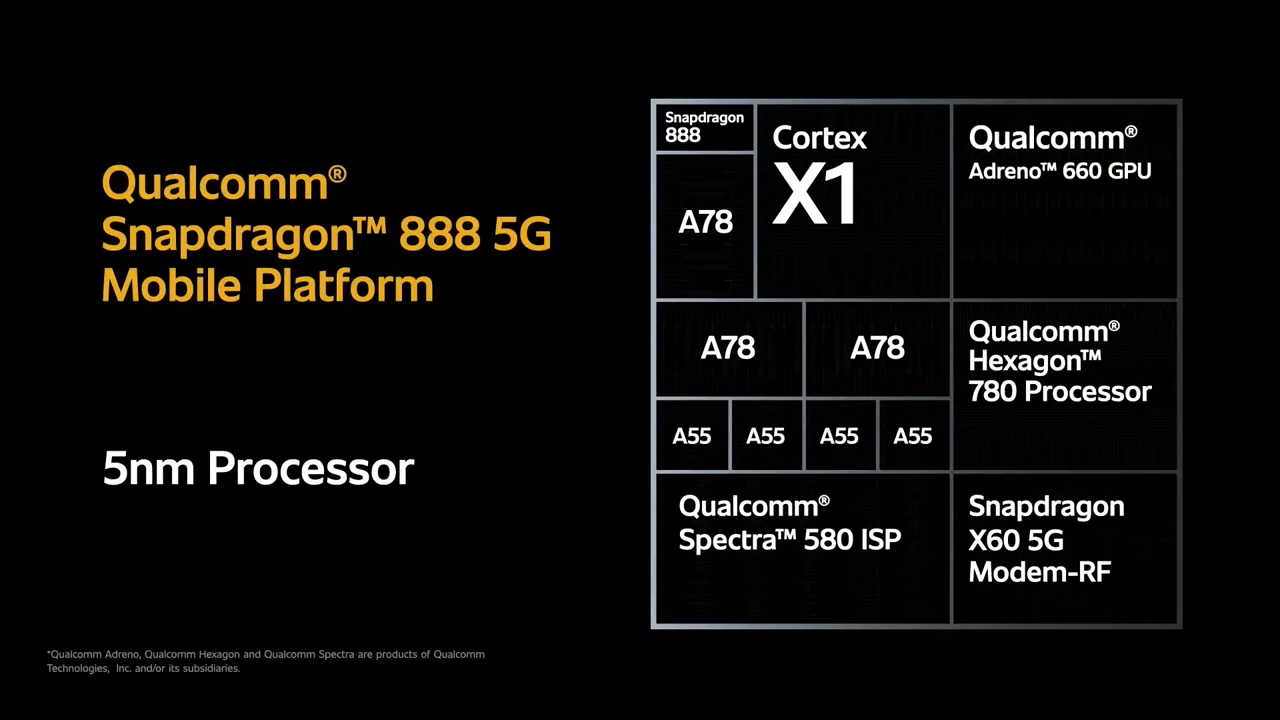 Qualcomm®
Snapdragon™ 888 5G
Mobile Platform
5nm Processor
Snapdragon
888
A78
Cortex
X1
Qualcomm®
Adreno™ 660 GPU
A78
A78
Qualcomm®
Hexagon™
780 Processor
A55
A55
A55
A55
Qualcomm®
Spectra™ 580 ISP
Snapdragon
X60 5G
Modem-RF
*Qualcomm Adreno, Qualcomm Hexagon and Qualcomm Spectra are products of Qualcomm
Technologies, Inc. and/or its subsidiaries.